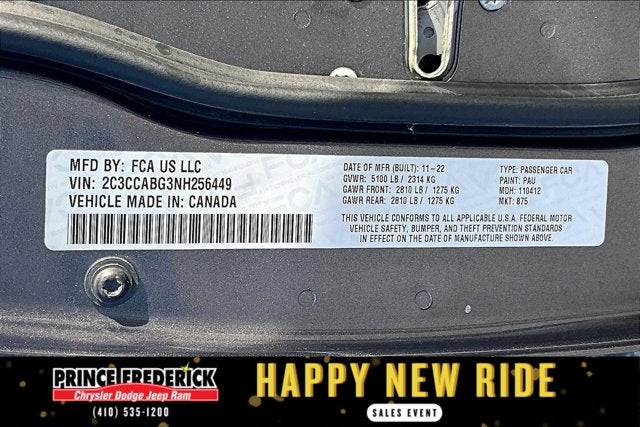 MFD BY: FCA US LLC
VIN: 2C3CCABG3NH256449
VEHICLE MADE IN: CANADA
DATE OF MFR (BUILT): 11-22
GVWR: 5100 LB / 2314 KG
GAWR FRONT: 2810 LB / 1275 KG
GAWR REAR: 2810 LB / 1275 KG
TYPE: PASSENGER CAR
PAINT: PAU
MDH: 110412
MKT: 875
THIS VEHICLE CONFORMS TO ALL APPLICABLE U.S.A. FEDERAL MOTOR
VEHICLE SAFETY, BUMPER, AND THEFT PREVENTION STANDARDS
IN EFFECT ON THE DATE OF MANUFACTURE SHOWN ABOVE.
PRINCE FREDERICK
Chrysler Dodge Jeep Ram
(410) 535-1200
HAPPY NEW RIDE
SALES EVENT